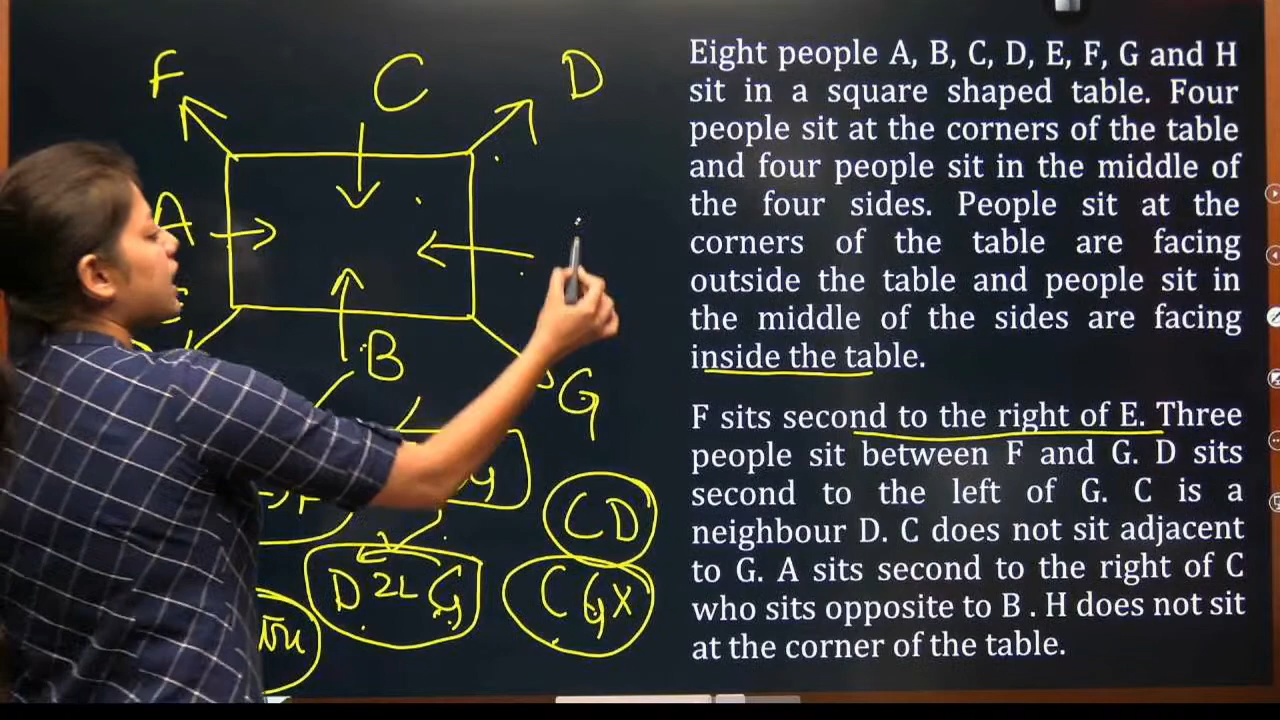 F C D
Eight people A, B, C, D, E, F, G and H
sit in a square shaped table. Four
people sit at the corners of the table
and four people sit in the middle of
the four sides. People sit at the
corners of the table are facing
outside the table and people sit in
the middle of the sides are facing
inside the table.
F sits second to the right of E. Three
people sit between F and G. D sits
second to the left of G. C is a
neighbour D. C does not sit adjacent
to G. A sits second to the right of C
who sits opposite to B . H does not sit
at the corner of the table.
A
B
G
CD
D 2L G
C G X